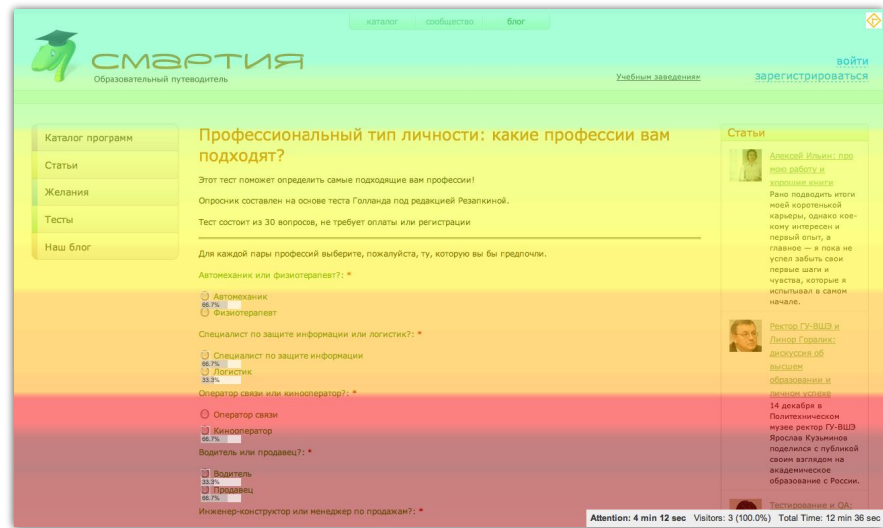 каталог сообщество блог
смартия
Образовательный путеводитель
Учебным заведениям
войти
зарегистрироваться
Каталог программ
Статьи
Желания
Тесты
Наш блог
Профессиональный тип личности: какие профессии вам
подходят?
Этот тест поможет определить самые подходящие вам профессии!
Опросник составлен на основе теста Голланда под редакцией Резапкиной.
Тест состоит из 30 вопросов, не требует оплаты или регистрации
Для каждой пары профессий выберите, пожалуйста, ту, которую вы бы предпочли.
Автомеханик или физиотерапевт?: *
Автомеханик
66.7%
Физиотерапевт
Специалист по защите информации или логистик?: *
Специалист по защите информации
66.7%
Логистик
33.3%
Оператор связи или кинооператор?: *
Оператор связи
Кинооператор
66.7%
Водитель или продавец?: *
Водитель
33.3%
Продавец
66.7%
Инженер-конструктор или менеджер по продажам?: *
Статьи
Алексей Ильин: про
мою работу и
хорошие книги
Рано подводить итоги
моей коротенькой
карьеры, однако кое-
кому интересен и
первый опыт, а
главное — я пока не
успел забыть свои
первые шаги и
чувства, которые я
испытывал в самом
начале.
Ректор ГУ-ВШЭ и
Линор Горалик:
дискуссия об
высшем
образовании и
личном успехе
14 декабря в
Политехническом
музее ректор ГУ-ВШЭ
Ярослав Кузьминов
поделился с публикой
своим взглядом на
академическое
образование с России.
Тестирование и QA:
Attention: 4 min 12 sec Visitors: 3 (100.0%) Total Time: 12 min 36 sec